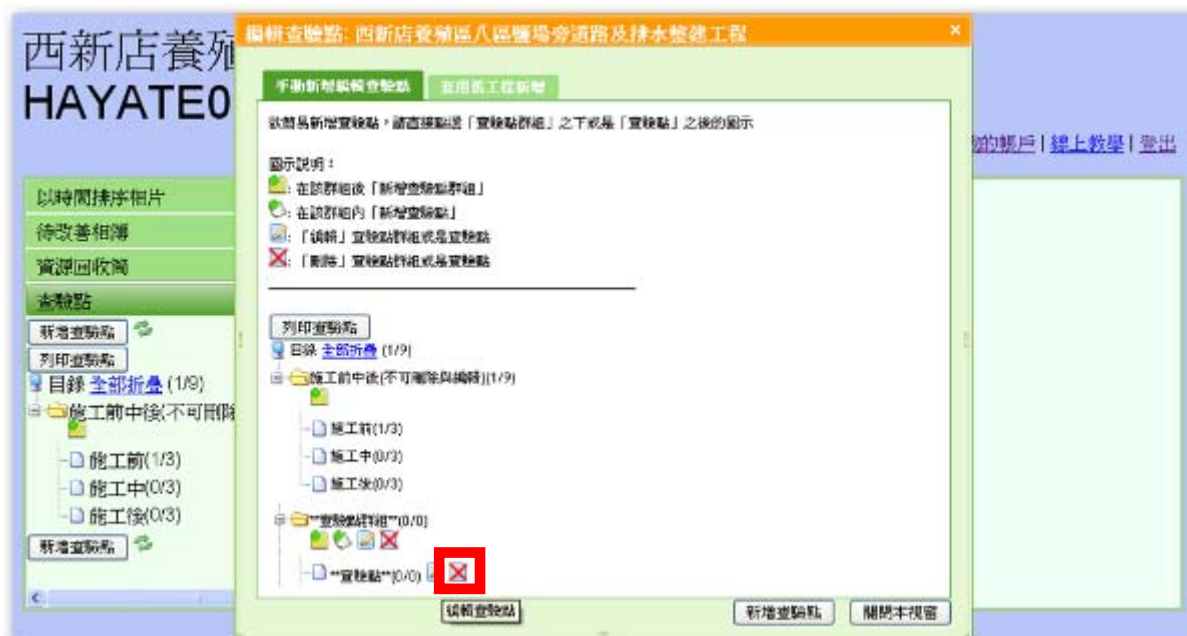 西新店養殖
HAYATE0
的帳戶 | 線上教學 | 登出
以時間排序相片
待改善相簿
資源回收筒
查驗點
新增查驗點
列印查驗點
目錄 全部折疊 (1/9)
施工前中後(不可刪除
施工前(1/3)
施工中(0/3)
施工後(0/3)
新增查驗點
編輯查驗點: 西新店養殖區八區鹽場旁道路及排水整建工程
×
手動新增編輯查驗點
套用舊工程新增
欲簡易新增查驗點,請直接點選「查驗點群組」之下或是「查驗點」之後的圖示
圖示說明:
: 在該群組後「新增查驗點群組」
: 在該群組內「新增查驗點」
: 「編輯」查驗點群組或是查驗點
: 「刪除」查驗點群組或是查驗點
列印查驗點
目錄 全部折疊 (1/9)
施工前中後(不可刪除與編輯)(1/9)
施工前(1/3)
施工中(0/3)
施工後(0/3)
**查驗點群組**(0/0)
**查驗點**(0/0)
編輯查驗點
新增查驗點
關閉本視窗